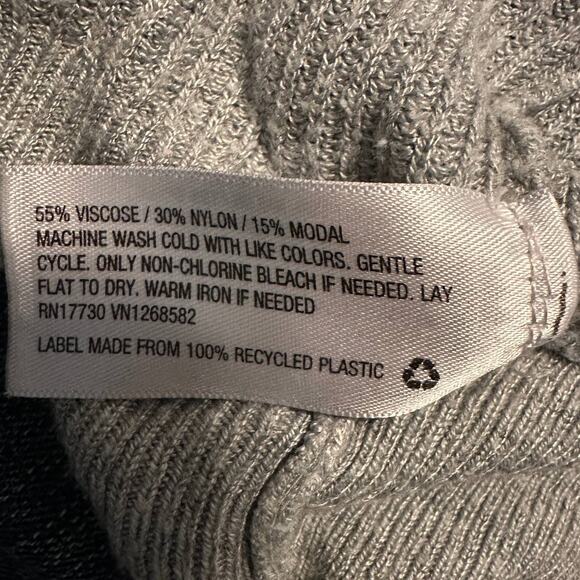 55% VISCOSE / 30% NYLON / 15% MODAL
MACHINE WASH COLD WITH LIKE COLORS. GENTLE
CYCLE. ONLY NON-CHLORINE BLEACH IF NEEDED. LAY
FLAT TO DRY. WARM IRON IF NEEDED
RN17730 VN1268582
LABEL MADE FROM 100% RECYCLED PLASTIC